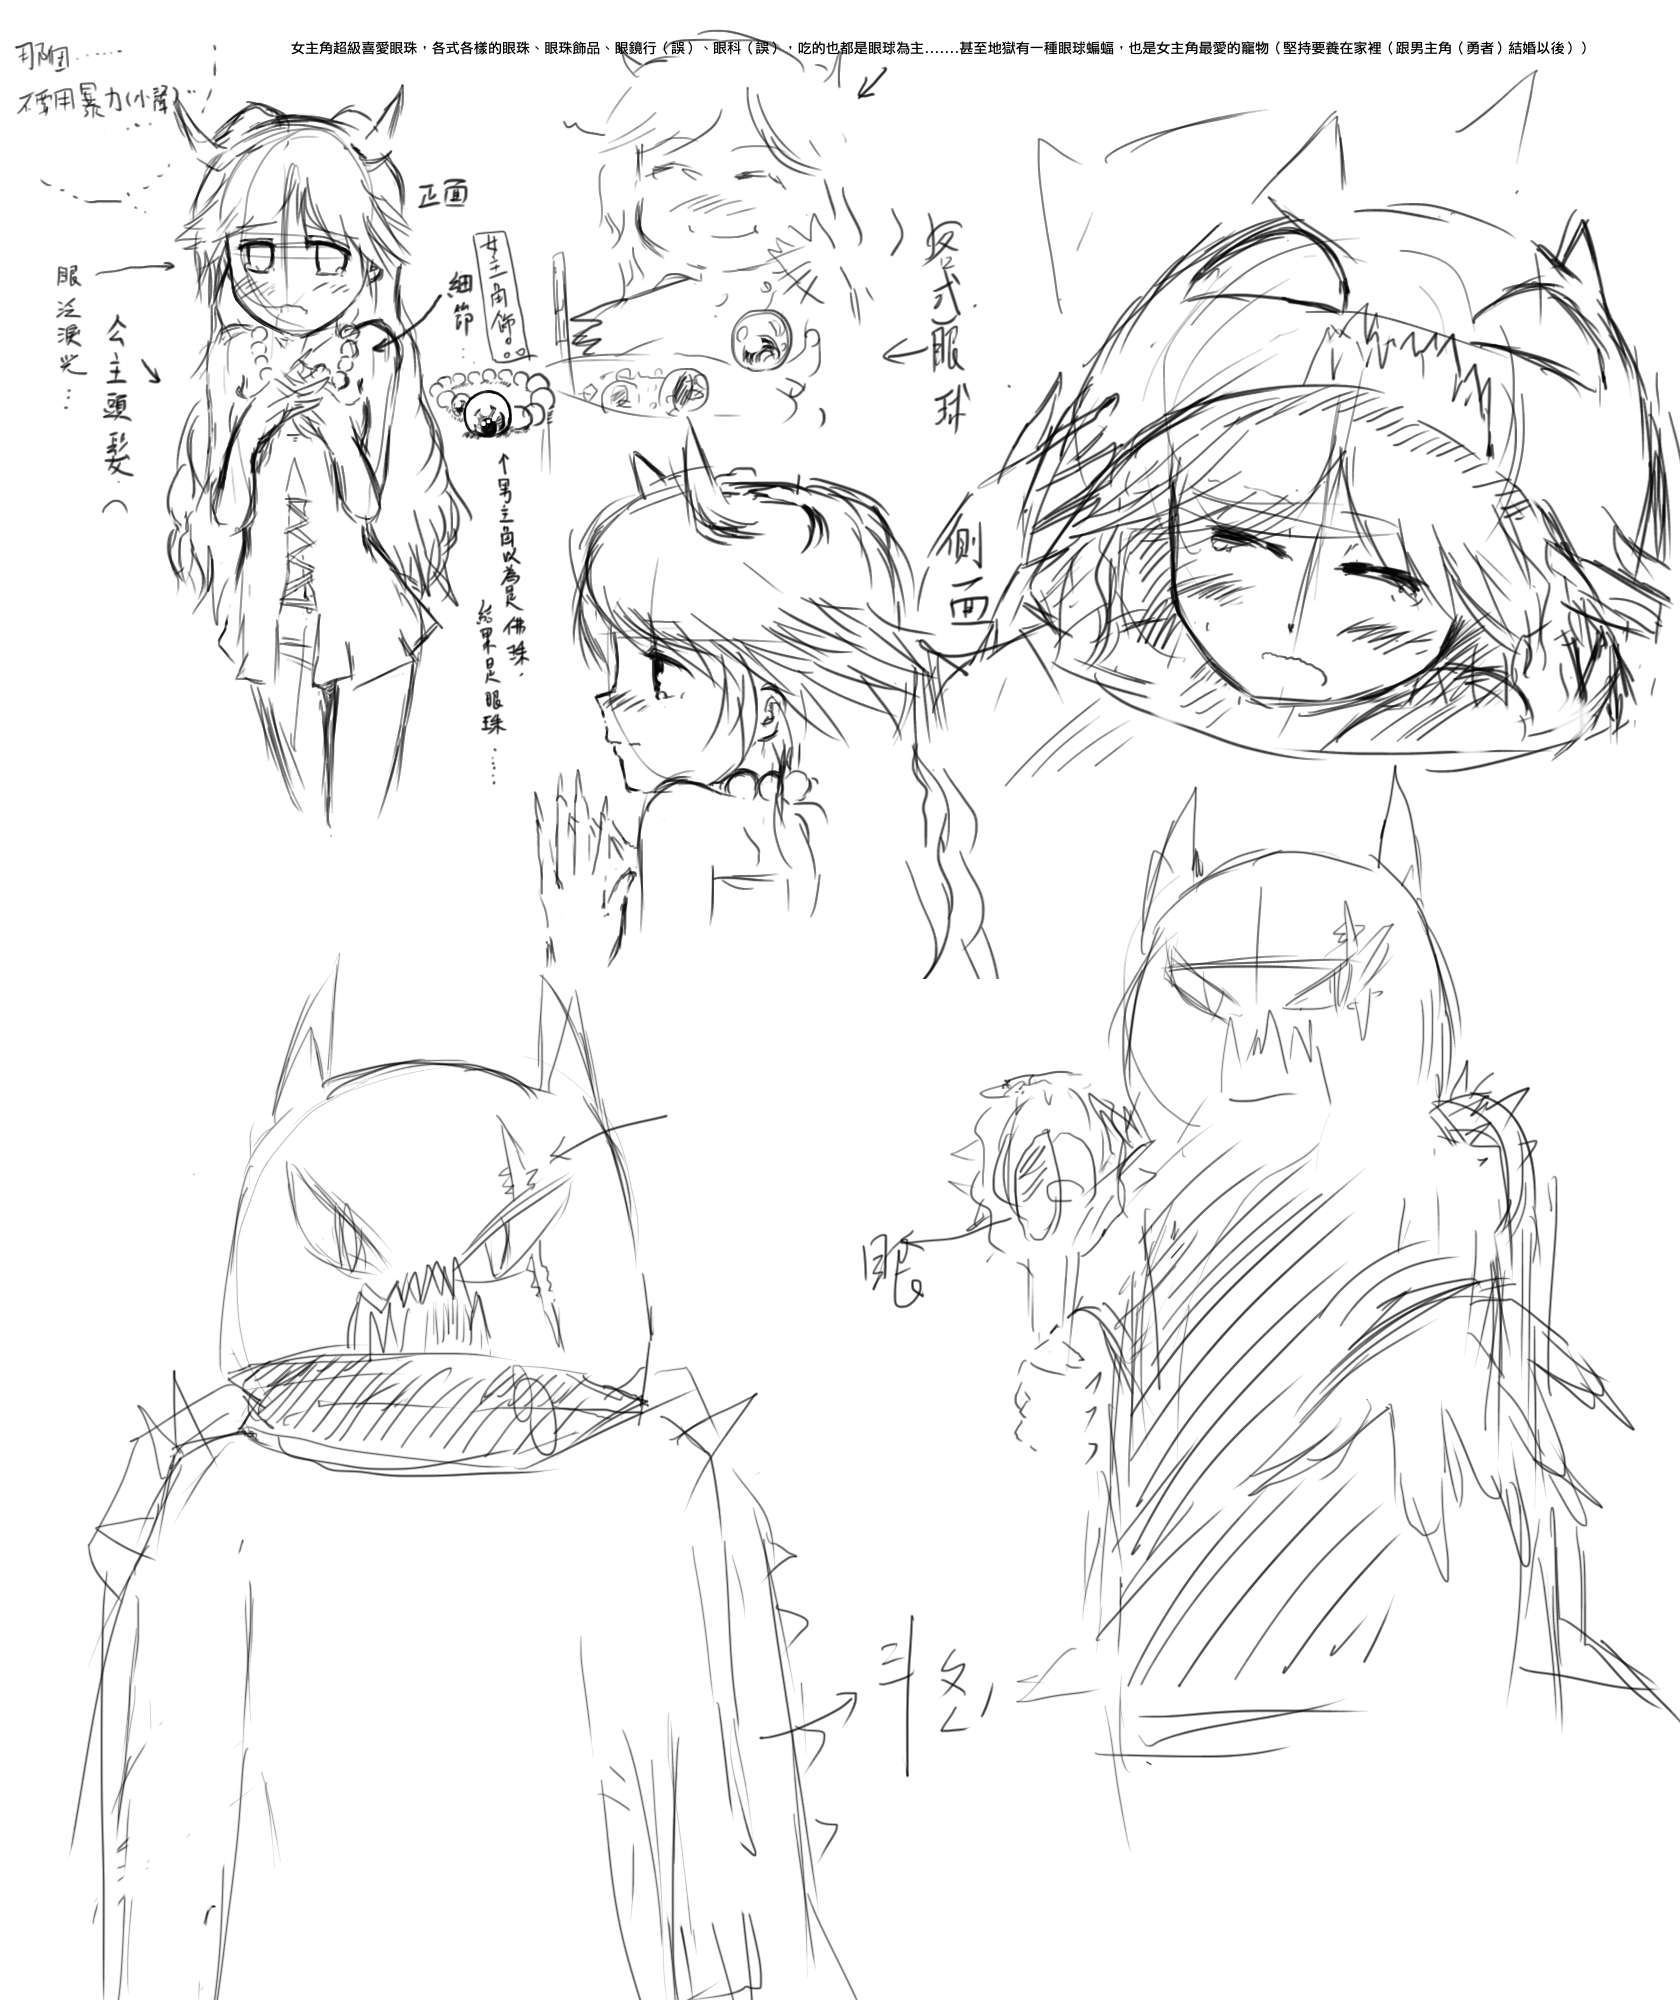 女主角超級喜愛眼珠，各式各樣的眼珠、眼珠飾品、眼鏡行（誤）、眼科（誤），吃的也都是眼球為主.......甚至地獄有一種眼球蝙蝠，也是女主角最愛的寵物（堅持要養在家裡（跟男主角（勇者）結婚以後））
那個……
不要用暴力(小聲)…
正面
眼泛淚光…
公主頭髮
細節…
女主角飾。
↑男主角以為是佛珠，
結果是眼珠……
各式眼球
側面
眼
斗